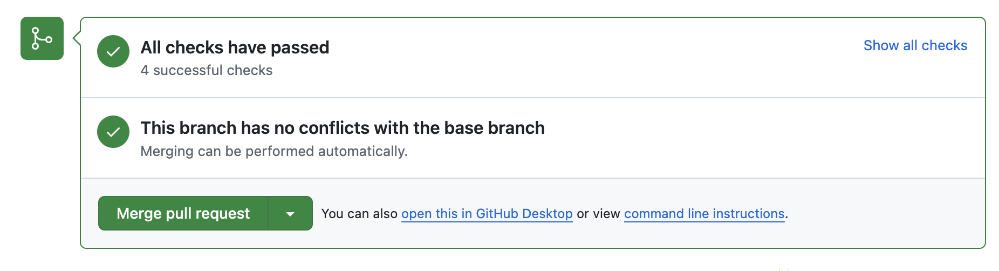 All checks have passed
Show all checks
4 successful checks
This branch has no conflicts with the base branch
Merging can be performed automatically.
Merge pull request
You can also open this in GitHub Desktop or view command line instructions.